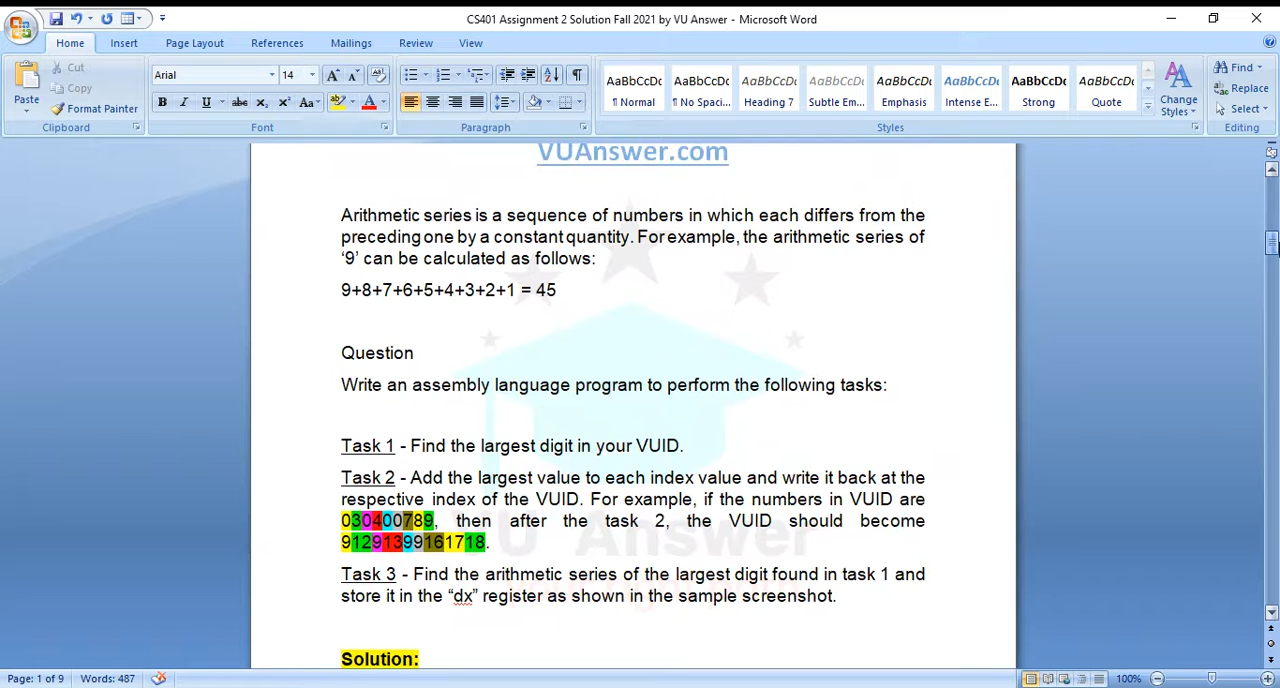 CS401 Assignment 2 Solution Fall 2021 by VU Answer - Microsoft Word
Home Insert Page Layout References Mailings Review View
Paste
Cut
Copy
Format Painter
Clipboard
Arial 14
Font
Paragraph
AaBbCcDc AaBbCcDc AaBbCcDc AaBbCcDc AaBbCcDc AaBbCcDc AaBbCcDc AaBbCcDc
¶ Normal ¶ No Spaci... Heading 7 Subtle Em... Emphasis Intense E... Strong Quote
Change Styles
Styles
Find
Replace
Select
Editing
VUAnswer.com
Arithmetic series is a sequence of numbers in which each differs from the
preceding one by a constant quantity. For example, the arithmetic series of
‘9’ can be calculated as follows:
9+8+7+6+5+4+3+2+1 = 45
Question
Write an assembly language program to perform the following tasks:
Task 1 - Find the largest digit in your VUID.
Task 2 - Add the largest value to each index value and write it back at the
respective index of the VUID. For example, if the numbers in VUID are
030400789, then after the task 2, the VUID should become
91291399161718.
VU Answer
Task 3 - Find the arithmetic series of the largest digit found in task 1 and
store it in the “dx” register as shown in the sample screenshot.
Solution:
Page: 1 of 9 Words: 487 100%